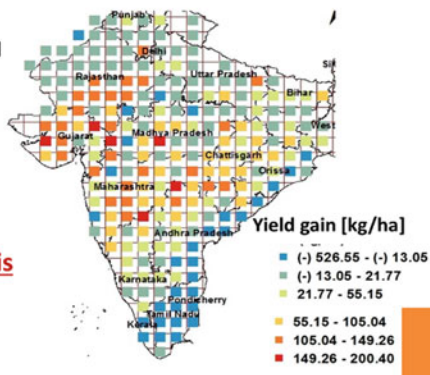 Punjab
Delhi
Rajasthan
Uttar Pradesh
Bihar
West
Gujarat
Madhya Pradesh
Chattisgarh
Orissa
Maharashtra
Andhra Pradesh
Yield gain [kg/ha]
(-) 526.55 - (-) 13.05
(-) 13.05 - 21.77
is
21.77 - 55.15
Karnataka
Pondicherry
55.15 - 105.04
Tamil Nadu
Kerala
105.04 - 149.26
149.26 - 200.40